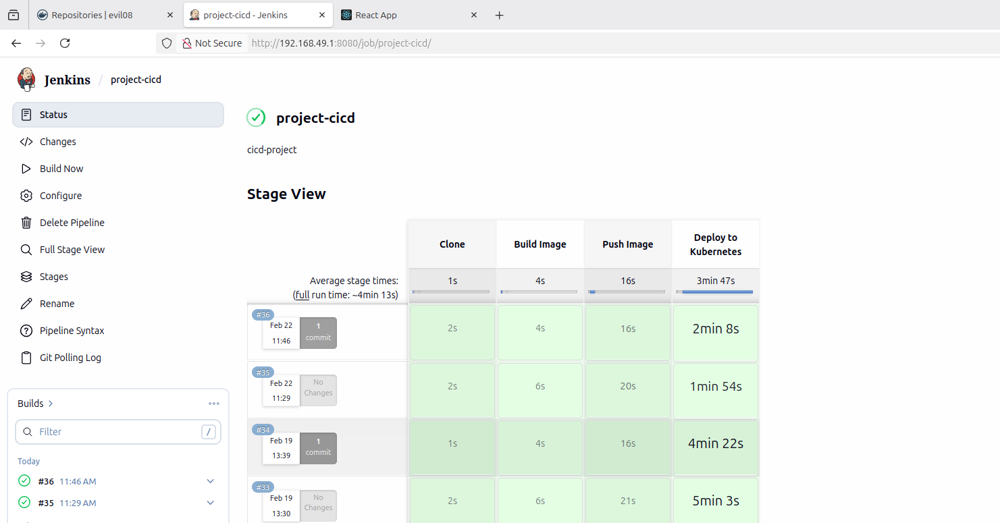 Repositories | evil08
project-cicd - Jenkins
React App
Not Secure
http://192.168.49.1:8080/job/project-cicd/
Jenkins / project-cicd
Status
Changes
Build Now
Configure
Delete Pipeline
Full Stage View
Stages
Rename
Pipeline Syntax
Git Polling Log
Builds
Filter
/
Today
#36 11:46 AM
#35 11:29 AM
project-cicd
cicd-project
Stage View
Clone
Build Image
Push Image
Deploy to
Kubernetes
Average stage times:
(full run time: ~4min 13s)
1s
4s
16s
3min 47s
#36
Feb 22
11:46
1
commit
2s
4s
16s
2min 8s
#35
Feb 22
11:29
No
Changes
2s
6s
20s
1min 54s
#34
Feb 19
13:39
1
commit
1s
4s
16s
4min 22s
#33
Feb 19
13:30
No
Changes
2s
6s
21s
5min 3s